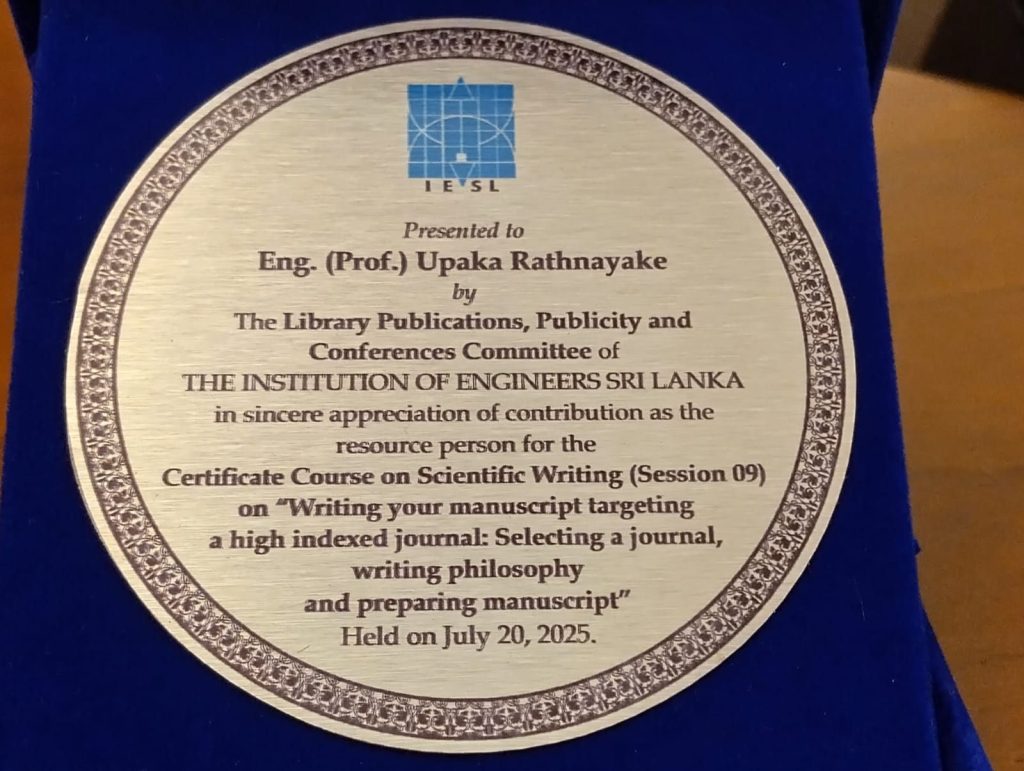 IESL
Presented to
Eng. (Prof.) Upaka Rathnayake
by
The Library Publications, Publicity and
Conferences Committee of
THE INSTITUTION OF ENGINEERS SRI LANKA
in sincere appreciation of contribution as the
resource person for the
Certificate Course on Scientific Writing (Session 09)
on “Writing your manuscript targeting
a high indexed journal: Selecting a journal,
writing philosophy
and preparing manuscript”
Held on July 20, 2025.